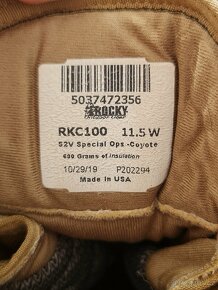 5037472356
ROCKY
RKC100 11.5 W
S2V Special Ops-Coyote
600 Grams of Insulation
10/29/19 P202294
Made In USA